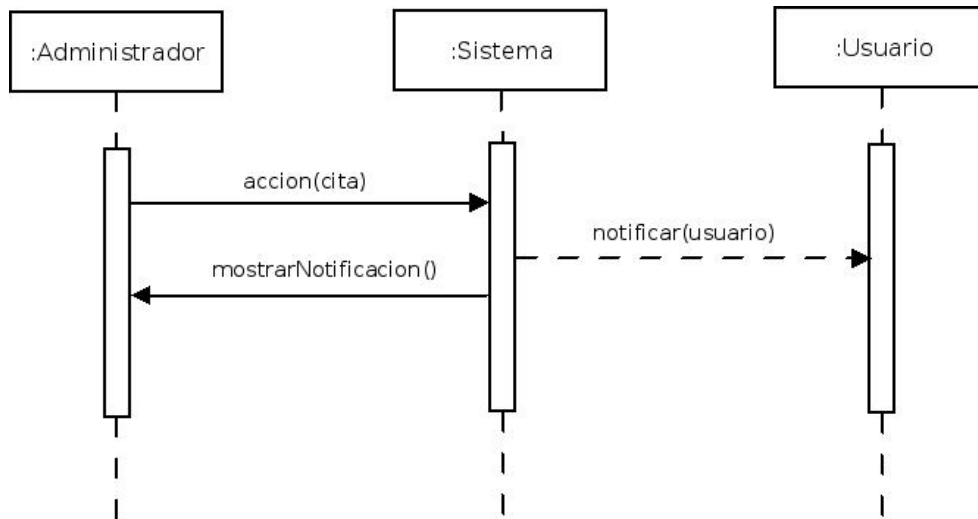 :Administrador
:Sistema
:Usuario
accion(cita)
notificar(usuario)
mostrarNotificacion()